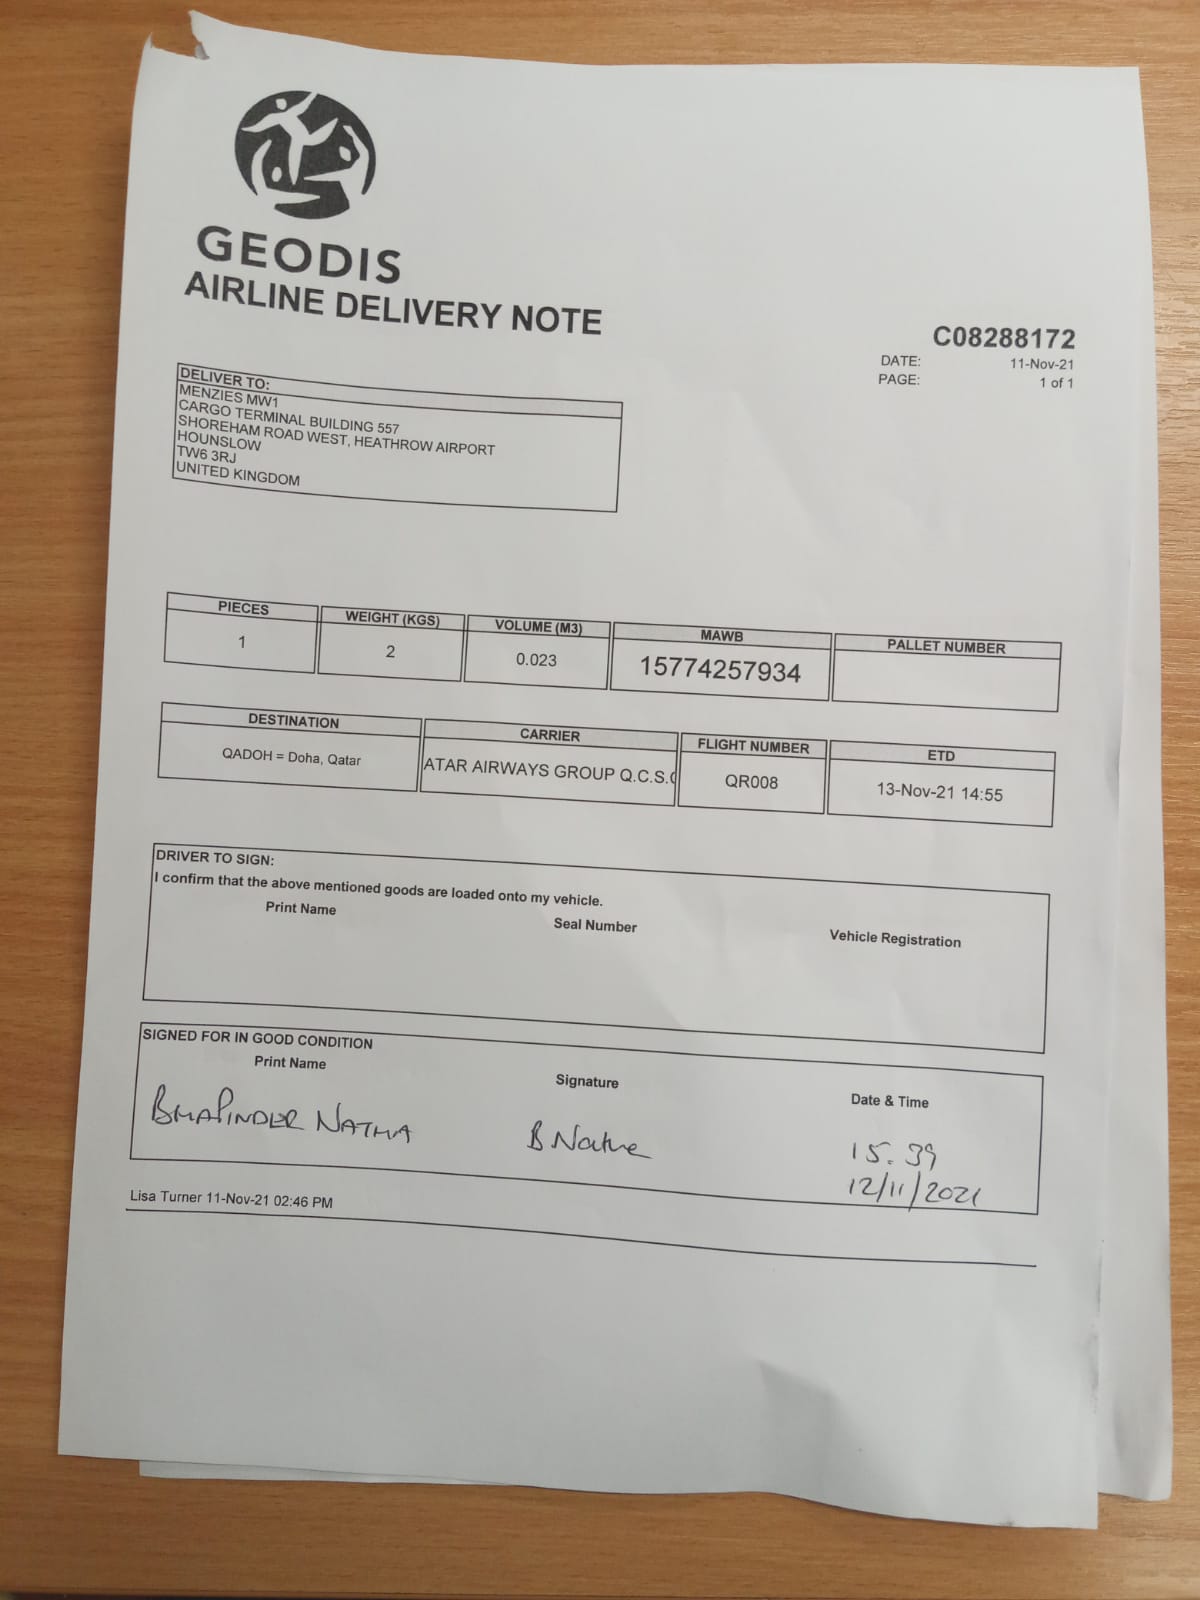 GEODIS
AIRLINE DELIVERY NOTE
C08288172
DATE: 11-Nov-21
PAGE: 1 of 1
DELIVER TO:
MENZIES MW1
CARGO TERMINAL BUILDING 557
SHOREHAM ROAD WEST, HEATHROW AIRPORT
HOUNSLOW
TW6 3RJ
UNITED KINGDOM
PIECES WEIGHT (KGS) VOLUME (M3) MAWB PALLET NUMBER
1 2 0.023 15774257934
DESTINATION CARRIER FLIGHT NUMBER ETD
QADOH = Doha, Qatar ATAR AIRWAYS GROUP Q.C.S.C QR008 13-Nov-21 14:55
DRIVER TO SIGN:
I confirm that the above mentioned goods are loaded onto my vehicle.
Print Name Seal Number Vehicle Registration
SIGNED FOR IN GOOD CONDITION
Print Name Signature Date & Time
BHAPINDER NATHA B Natha 15.39
12/11/2021
Lisa Turner 11-Nov-21 02:46 PM